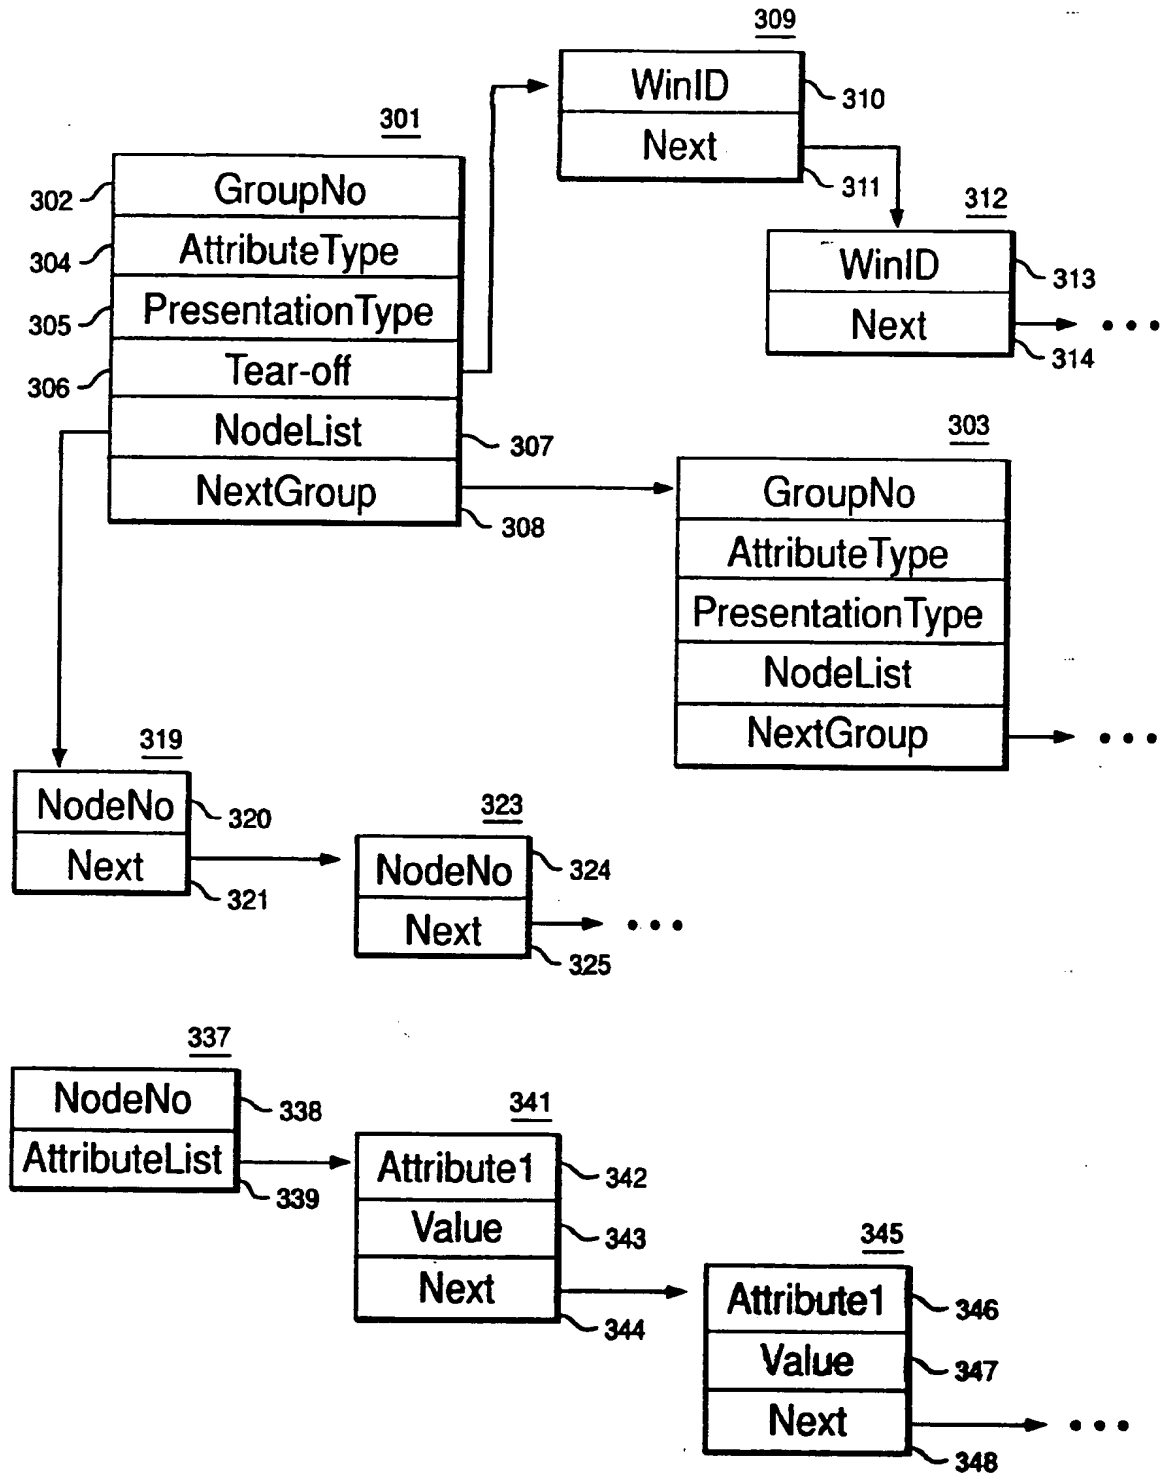 309
WinID
310
Next
311
301
GroupNo
302
AttributeType
304
PresentationType
305
Tear-off
306
NodeList
307
NextGroup
308
312
WinID
313
Next
314
303
GroupNo
AttributeType
PresentationType
NodeList
NextGroup
319
NodeNo
320
Next
321
323
NodeNo
324
Next
325
337
NodeNo
338
AttributeList
339
341
Attribute1
342
Value
343
Next
344
345
Attribute1
346
Value
347
Next
348